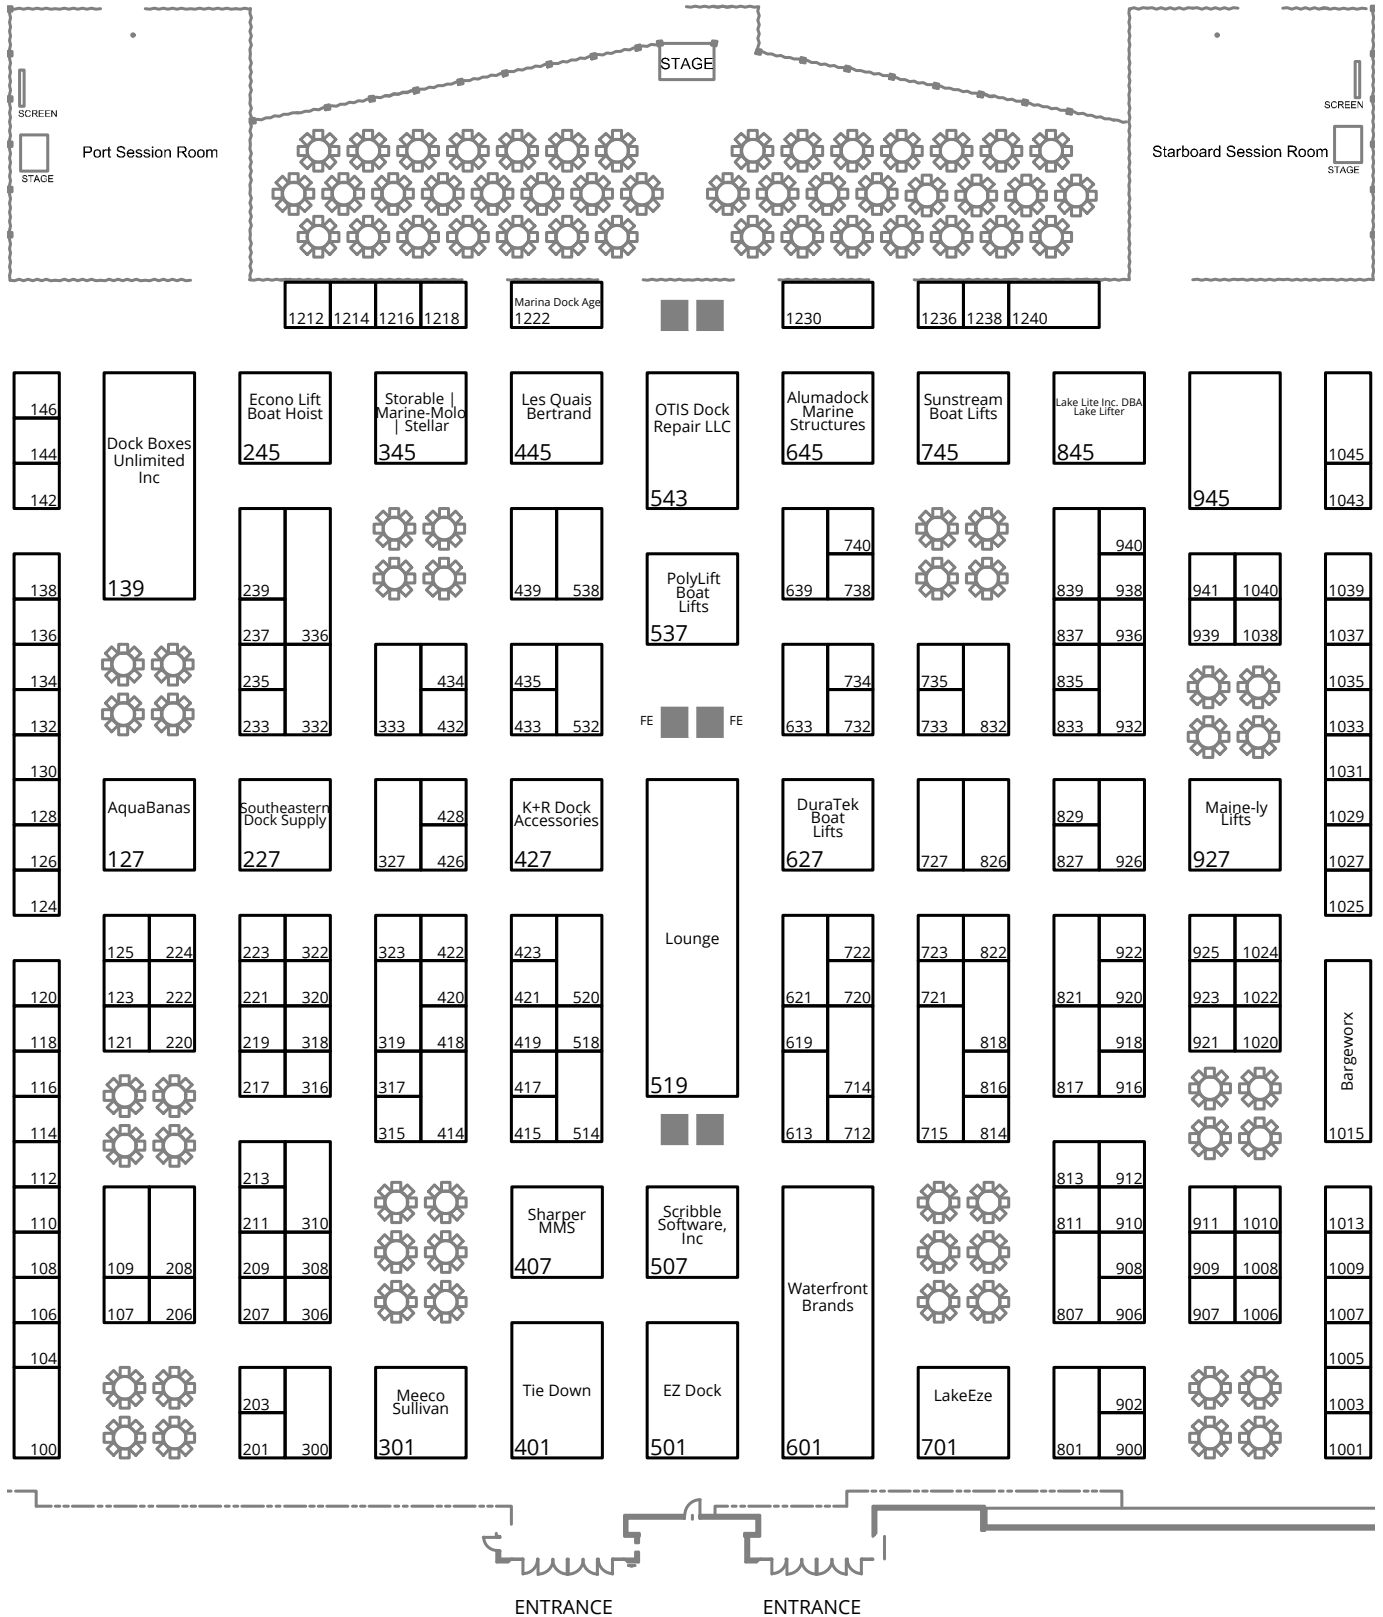 STAGE
SCREEN
SCREEN
Port Session Room
Starboard Session Room
STAGE
STAGE
Marina Dock Age
1212 1214 1216 1218 1222 1230 1236 1238 1240
146
144
142
Dock Boxes
Unlimited
Inc
139
Econo Lift
Boat Hoist
245
Storable |
Marine-Molo
| Stellar
345
Les Quais
Bertrand
445
OTIS Dock
Repair LLC
543
Alumadock
Marine
Structures
645
Sunstream
Boat Lifts
745
Lake Lite Inc. DBA
Lake Lifter
845
945
1045
1043
740
940
138 239 439 538 639 738 839 938 941 1040 1039
PolyLift
Boat
Lifts
537
136 237 336 837 936 939 1038 1037
134 235 434 435 734 735 835 1035
132 233 332 333 432 433 532 633 732 733 832 833 932 1033
FE FE
130 1031
AquaBanas
127
Southeastern
Dock Supply
227
K+R Dock
Accessories
427
DuraTek
Boat
Lifts
627
Maine-ly
Lifts
927
128 428 829 1029
126 327 426 727 826 827 926 1027
124 1025
125 224 223 322 323 422 423 722 723 822 922 925 1024
Lounge
519
120 123 222 221 320 420 421 520 621 720 721 821 920 923 1022
118 121 220 219 318 319 418 419 518 619 818 918 921 1020
Bargeworx
1015
116 217 316 317 417 714 816 817 916
114 315 414 415 514 613 712 715 814
112 213 813 912
Sharper
MMS
407
Scribble
Software,
Inc
507
110 211 310 811 910 911 1010 1013
108 109 208 209 308 908 909 1008 1009
Waterfront
Brands
601
106 107 206 207 306 807 906 907 1006 1007
104 1005
203 902 1003
Meeco
Sullivan
301
Tie Down
401
EZ Dock
501
LakeEze
701
100 201 300 801 900 1001
ENTRANCE ENTRANCE